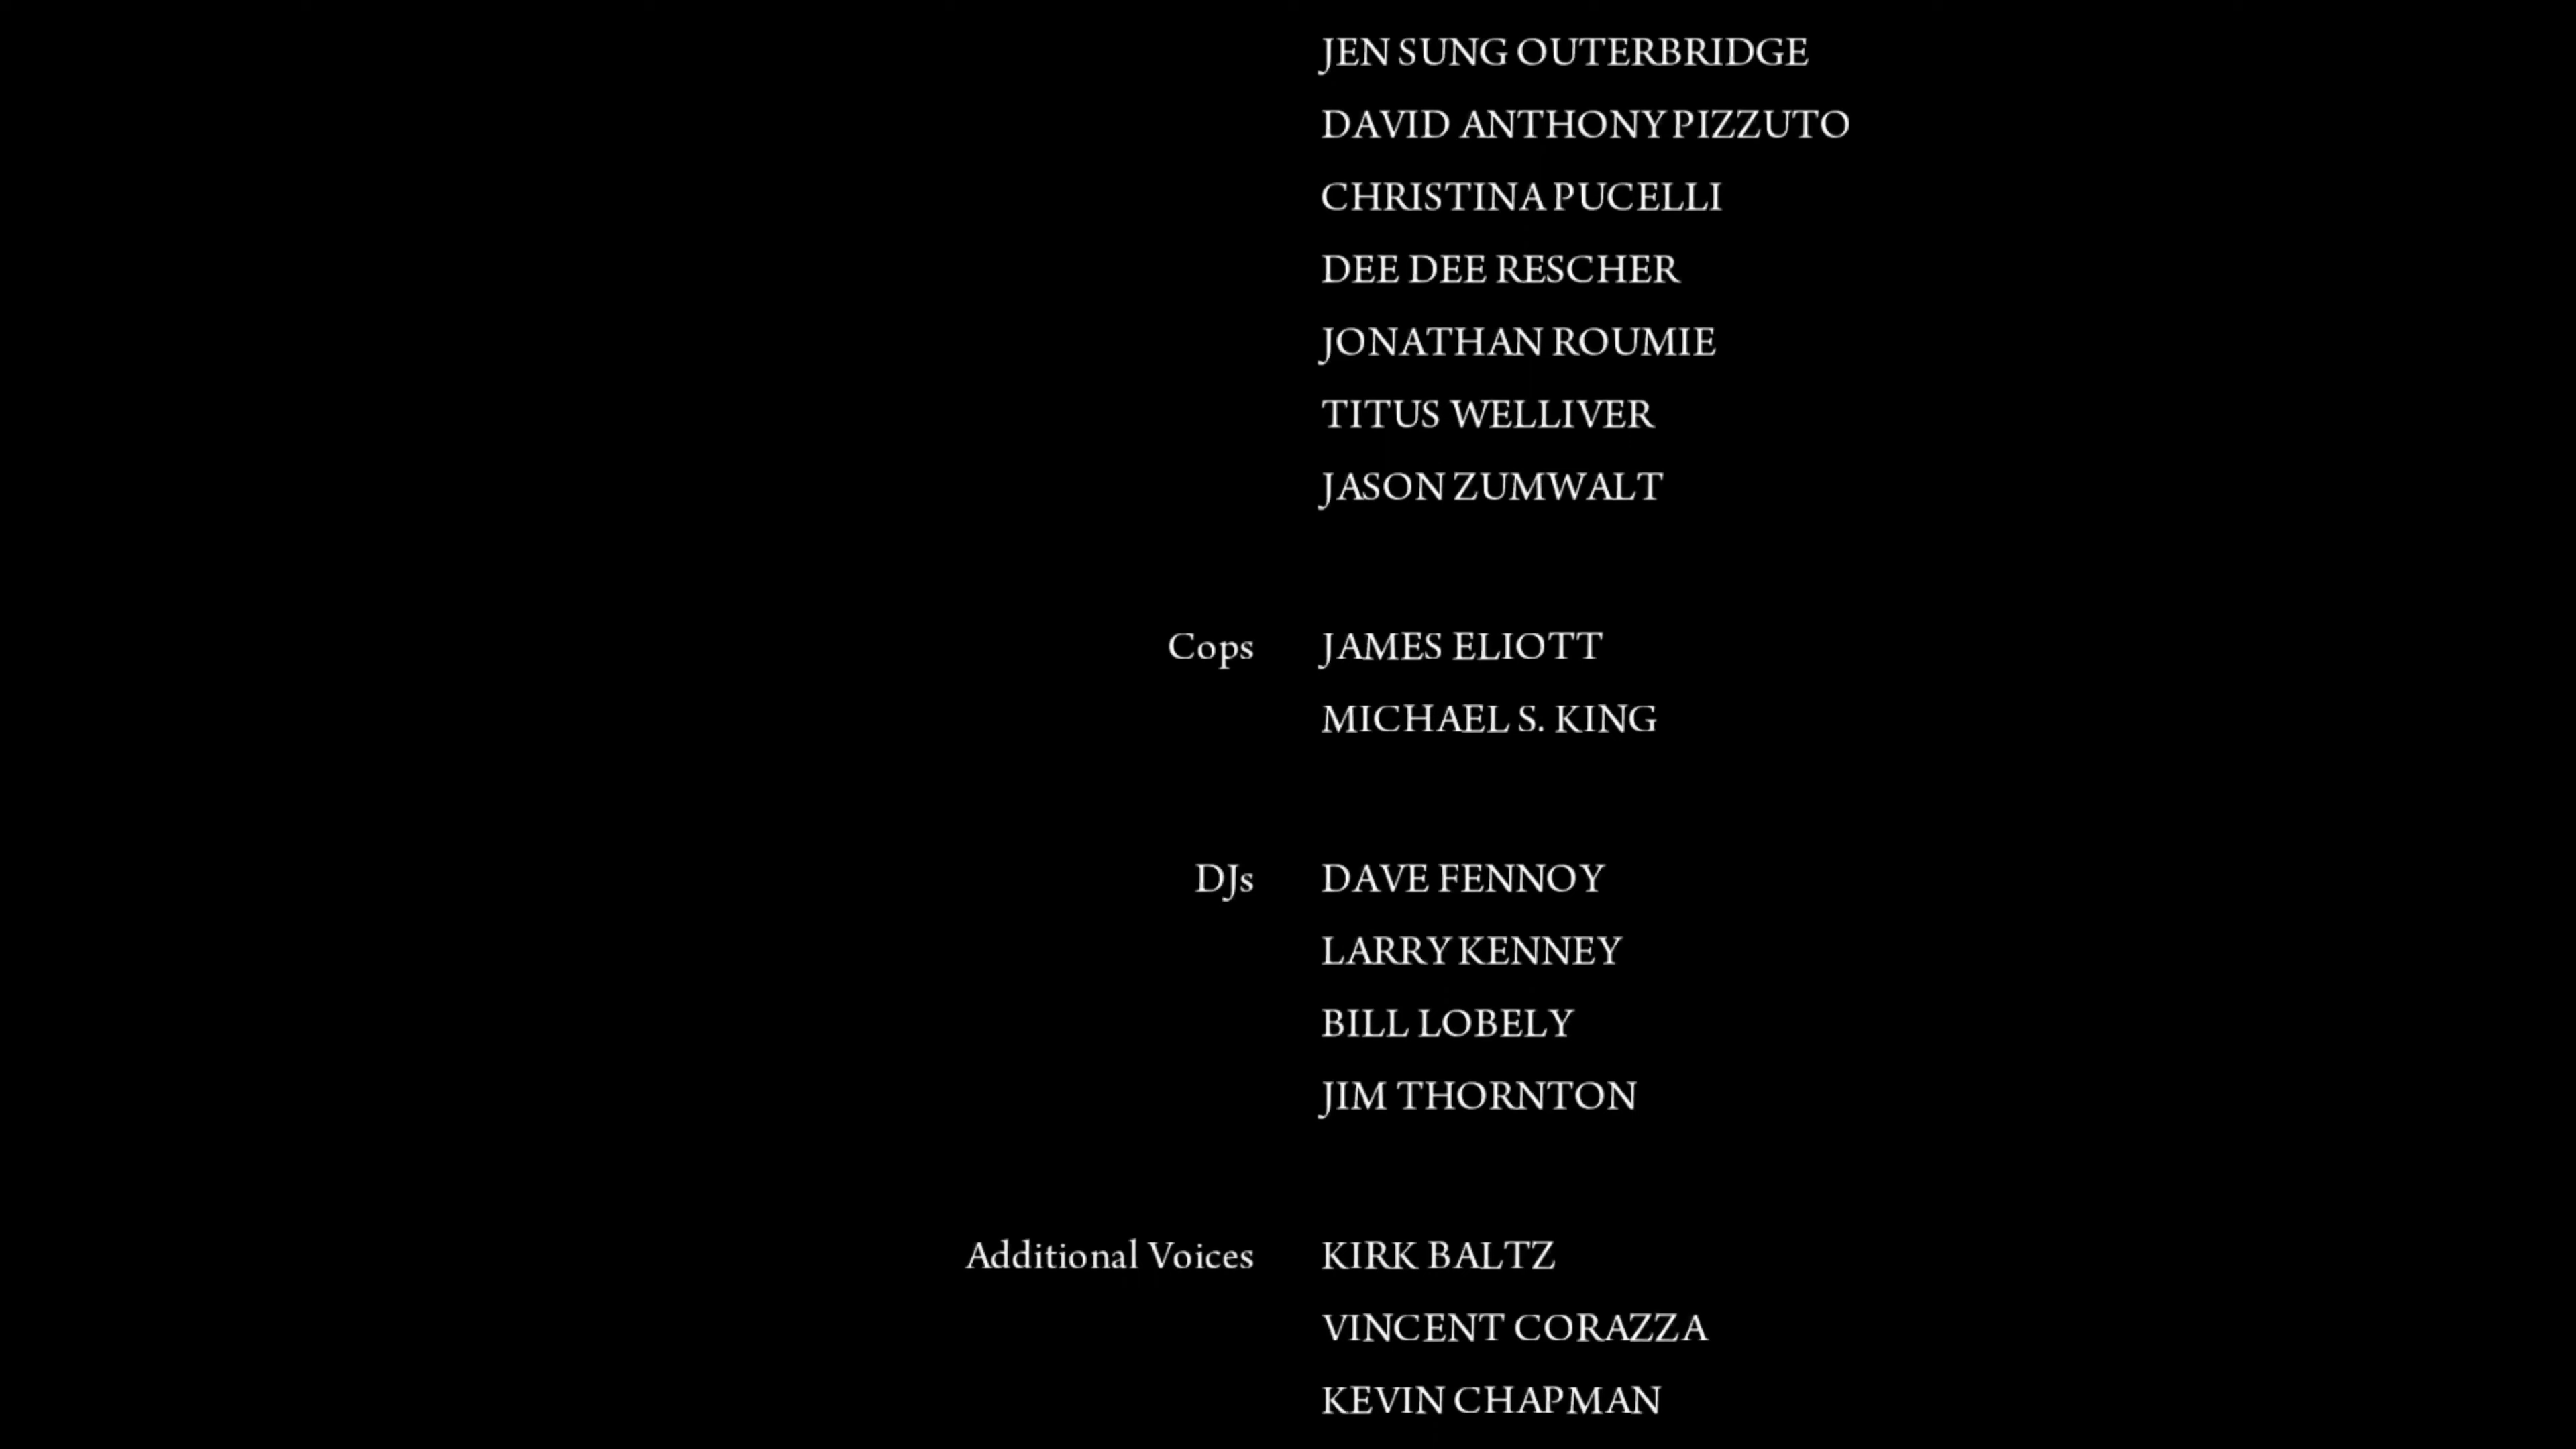 JEN SUNG OUTERBRIDGE
DAVID ANTHONY PIZZUTO
CHRISTINA PUCELLI
DEE DEE RESCHER
JONATHAN ROUMIE
TITUS WELLIVER
JASON ZUMWALT
Cops JAMES ELIOTT
MICHAEL S. KING
DJs DAVE FENNOY
LARRY KENNEY
BILL LOBELY
JIM THORNTON
Additional Voices KIRK BALTZ
VINCENT CORAZZA
KEVIN CHAPMAN